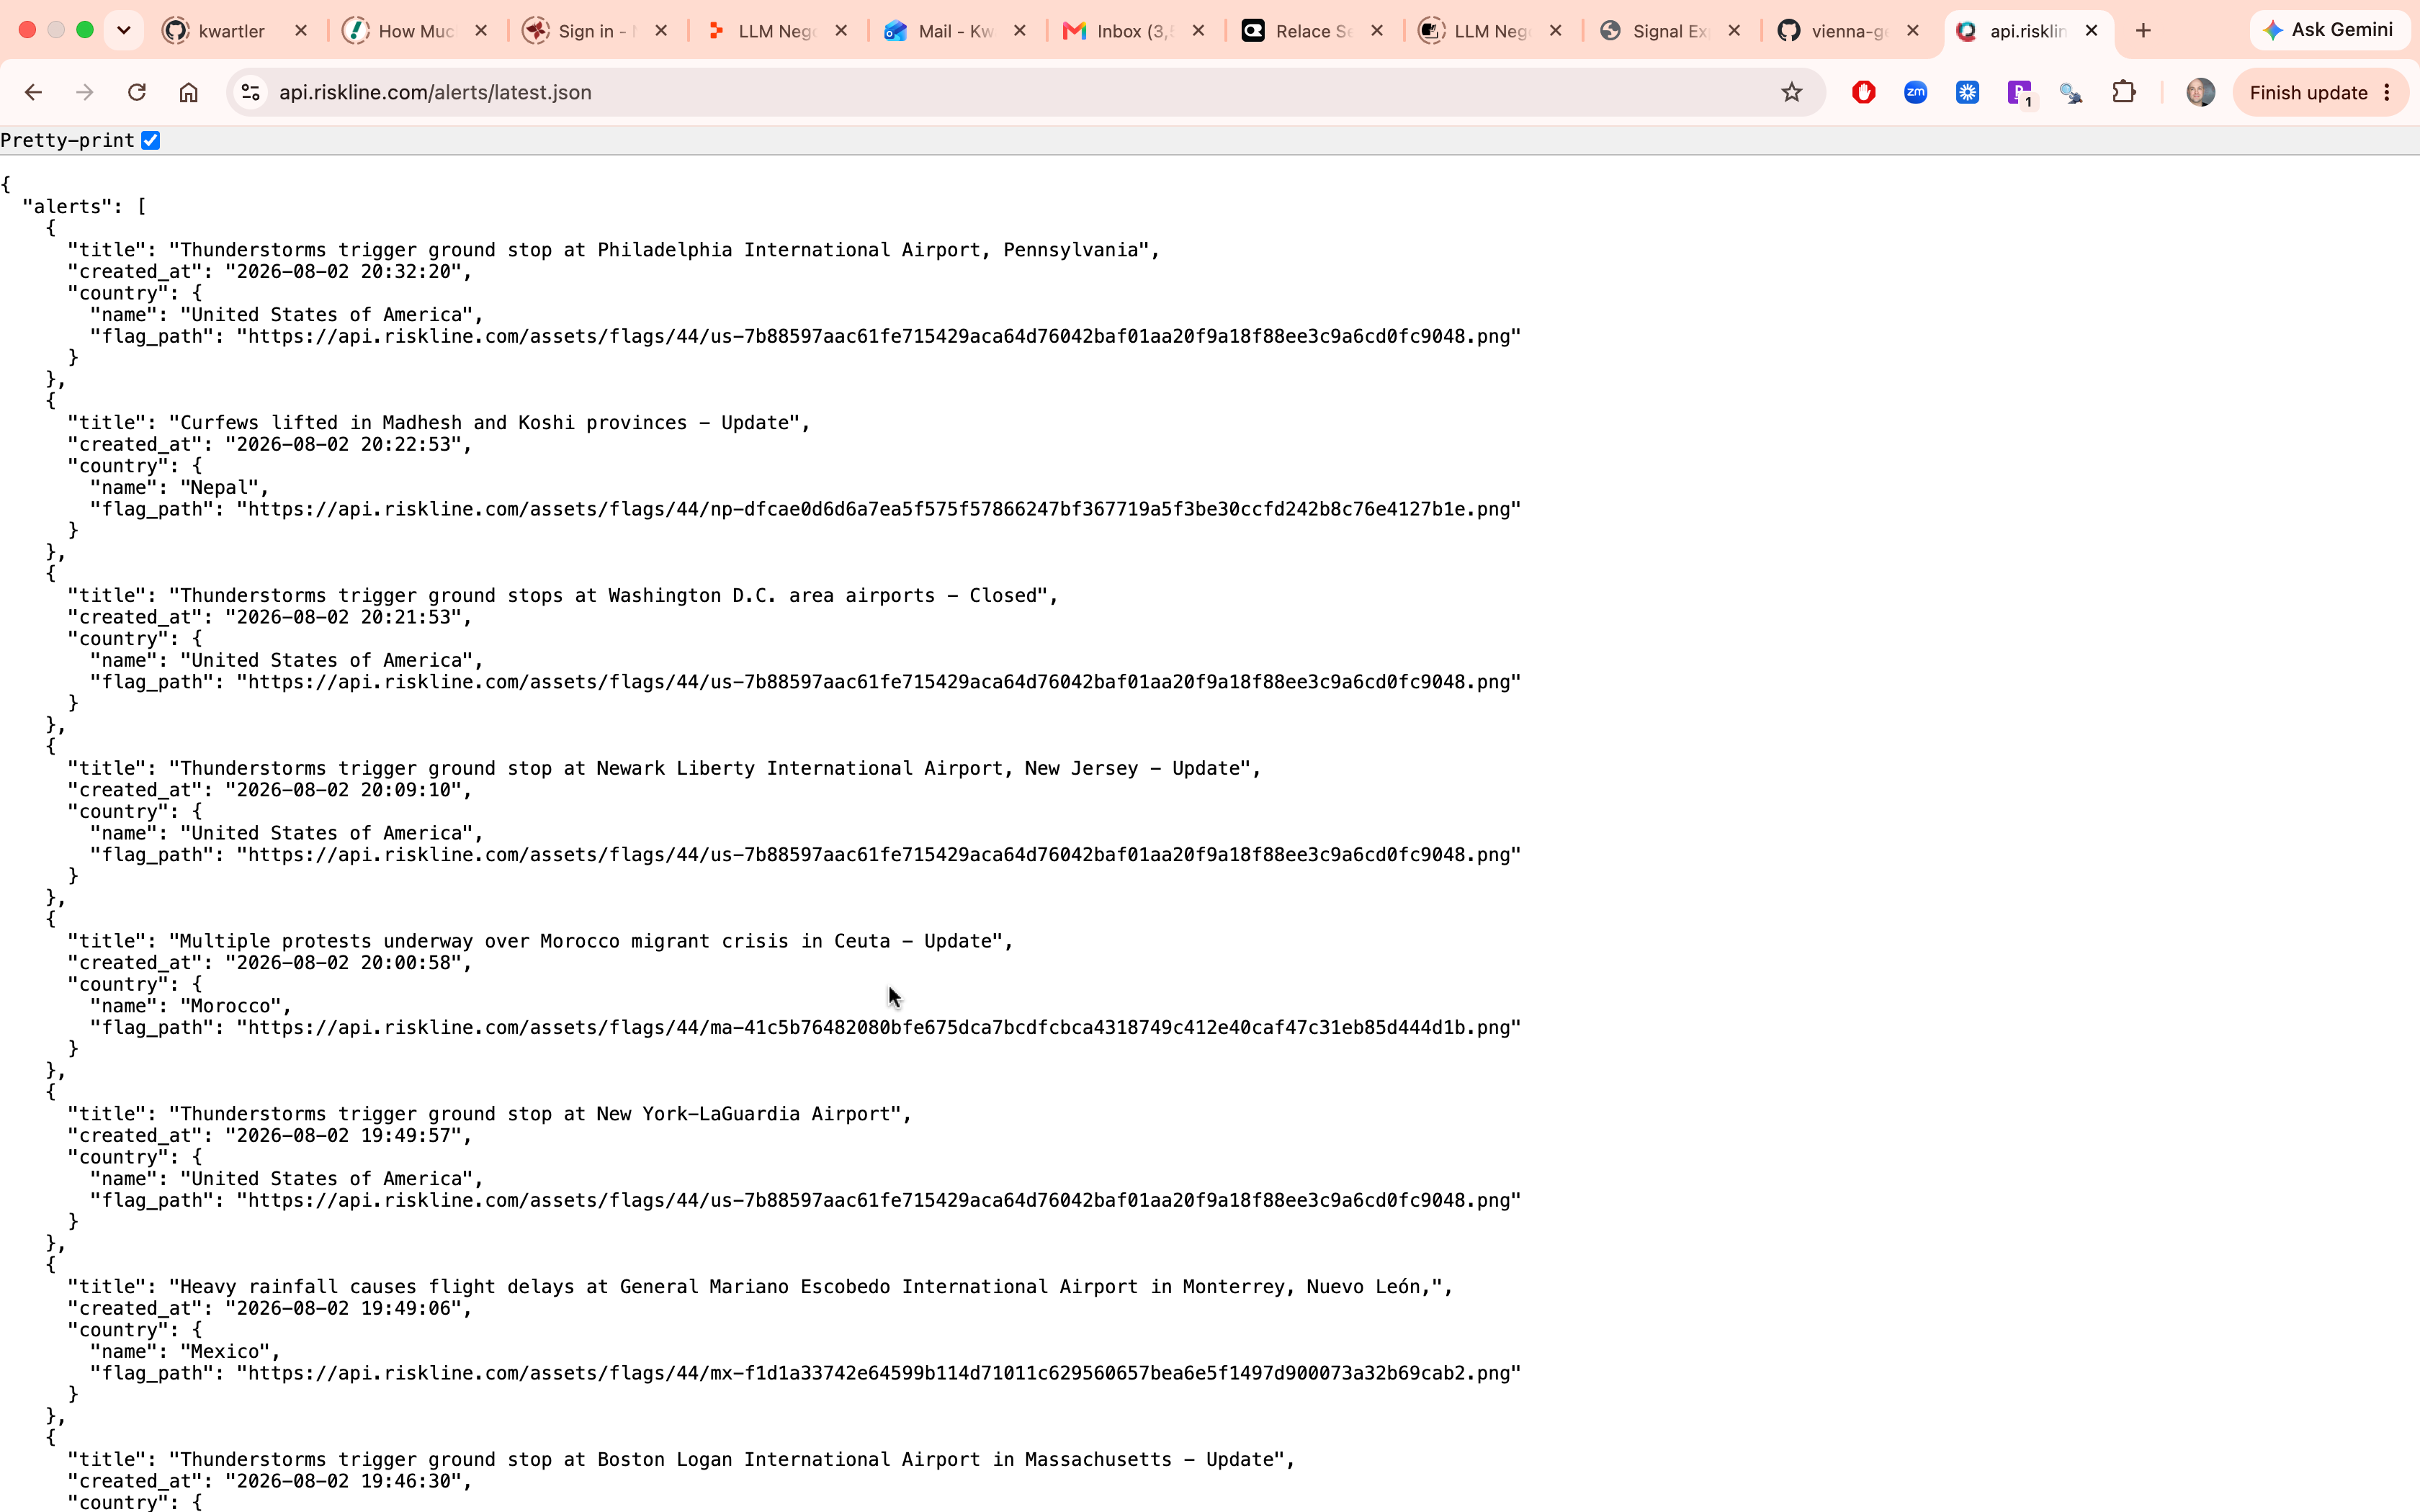 kwartler
How Muc
Sign in -
LLM Neg
Mail - Kw
Inbox (3,
Relace Se
LLM Neg
Signal Ex
vienna-g
api.risklin
Ask Gemini
api.riskline.com/alerts/latest.json
zm
1
Finish update
Pretty-print
{
"alerts": [
{
"title": "Thunderstorms trigger ground stop at Philadelphia International Airport, Pennsylvania",
"created_at": "2026-08-02 20:32:20",
"country": {
"name": "United States of America",
"flag_path": "https://api.riskline.com/assets/flags/44/us-7b88597aac61fe715429aca64d76042baf01aa20f9a18f88ee3c9a6cd0fc9048.png"
}
},
{
"title": "Curfews lifted in Madhesh and Koshi provinces – Update",
"created_at": "2026-08-02 20:22:53",
"country": {
"name": "Nepal",
"flag_path": "https://api.riskline.com/assets/flags/44/np-dfcae0d6d6a7ea5f575f57866247bf367719a5f3be30ccfd242b8c76e4127b1e.png"
}
},
{
"title": "Thunderstorms trigger ground stops at Washington D.C. area airports – Closed",
"created_at": "2026-08-02 20:21:53",
"country": {
"name": "United States of America",
"flag_path": "https://api.riskline.com/assets/flags/44/us-7b88597aac61fe715429aca64d76042baf01aa20f9a18f88ee3c9a6cd0fc9048.png"
}
},
{
"title": "Thunderstorms trigger ground stop at Newark Liberty International Airport, New Jersey – Update",
"created_at": "2026-08-02 20:09:10",
"country": {
"name": "United States of America",
"flag_path": "https://api.riskline.com/assets/flags/44/us-7b88597aac61fe715429aca64d76042baf01aa20f9a18f88ee3c9a6cd0fc9048.png"
}
},
{
"title": "Multiple protests underway over Morocco migrant crisis in Ceuta – Update",
"created_at": "2026-08-02 20:00:58",
"country": {
"name": "Morocco",
"flag_path": "https://api.riskline.com/assets/flags/44/ma-41c5b76482080bfe675dca7bcdfcbca4318749c412e40caf47c31eb85d444d1b.png"
}
},
{
"title": "Thunderstorms trigger ground stop at New York-LaGuardia Airport",
"created_at": "2026-08-02 19:49:57",
"country": {
"name": "United States of America",
"flag_path": "https://api.riskline.com/assets/flags/44/us-7b88597aac61fe715429aca64d76042baf01aa20f9a18f88ee3c9a6cd0fc9048.png"
}
},
{
"title": "Heavy rainfall causes flight delays at General Mariano Escobedo International Airport in Monterrey, Nuevo León,",
"created_at": "2026-08-02 19:49:06",
"country": {
"name": "Mexico",
"flag_path": "https://api.riskline.com/assets/flags/44/mx-f1d1a33742e64599b114d71011c629560657bea6e5f1497d900073a32b69cab2.png"
}
},
{
"title": "Thunderstorms trigger ground stop at Boston Logan International Airport in Massachusetts – Update",
"created_at": "2026-08-02 19:46:30",
"country": {